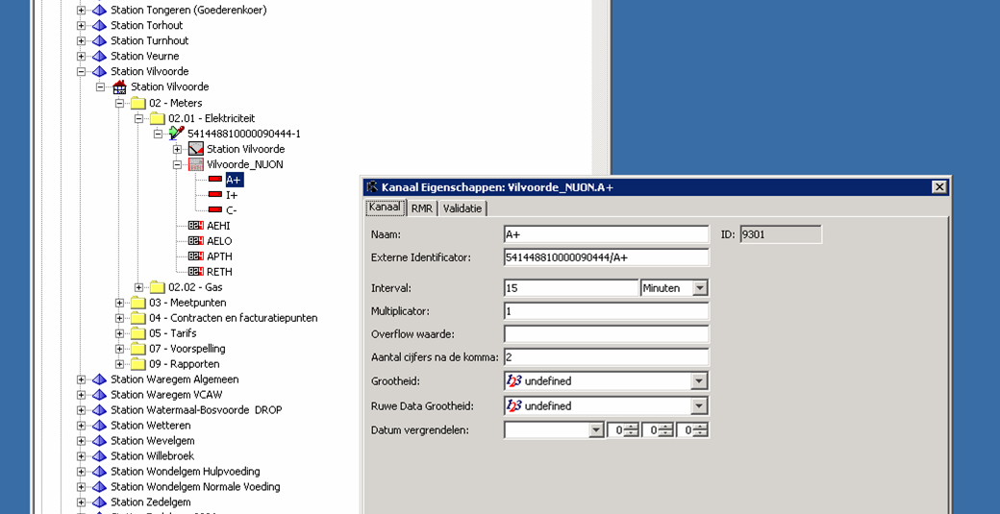 Station Tongeren (Goederenkoer)
Station Torhout
Station Turnhout
Station Veurne
Station Vilvoorde
Station Vilvoorde
02 - Meters
02.01 - Elektriciteit
541448810000090444-1
Station Vilvoorde
Vilvoorde_NUON
A+
I+
C-
AEHI
AELO
APTH
RETH
02.02 - Gas
03 - Meetpunten
04 - Contracten en facturatiepunten
05 - Tarifs
07 - Voorspelling
09 - Rapporten
Station Waregem Algemeen
Station Waregem VCAW
Station Watermaal-Bosvoorde DROP
Station Wetteren
Station Wevelgem
Station Willebroek
Station Wondelgem Hulpvoeding
Station Wondelgem Normale Voeding
Station Zedelgem
Kanaal Eigenschappen: Vilvoorde_NUON.A+
Kanaal RMR Validatie
Naam: A+ ID: 9301
Externe Identificator: 541448810000090444/A+
Interval: 15 Minuten
Multiplicator: 1
Overflow waarde:
Aantal cijfers na de komma: 2
Grootheid: 123 undefined
Ruwe Data Grootheid: 123 undefined
Datum vergrendelen: 0 0 0